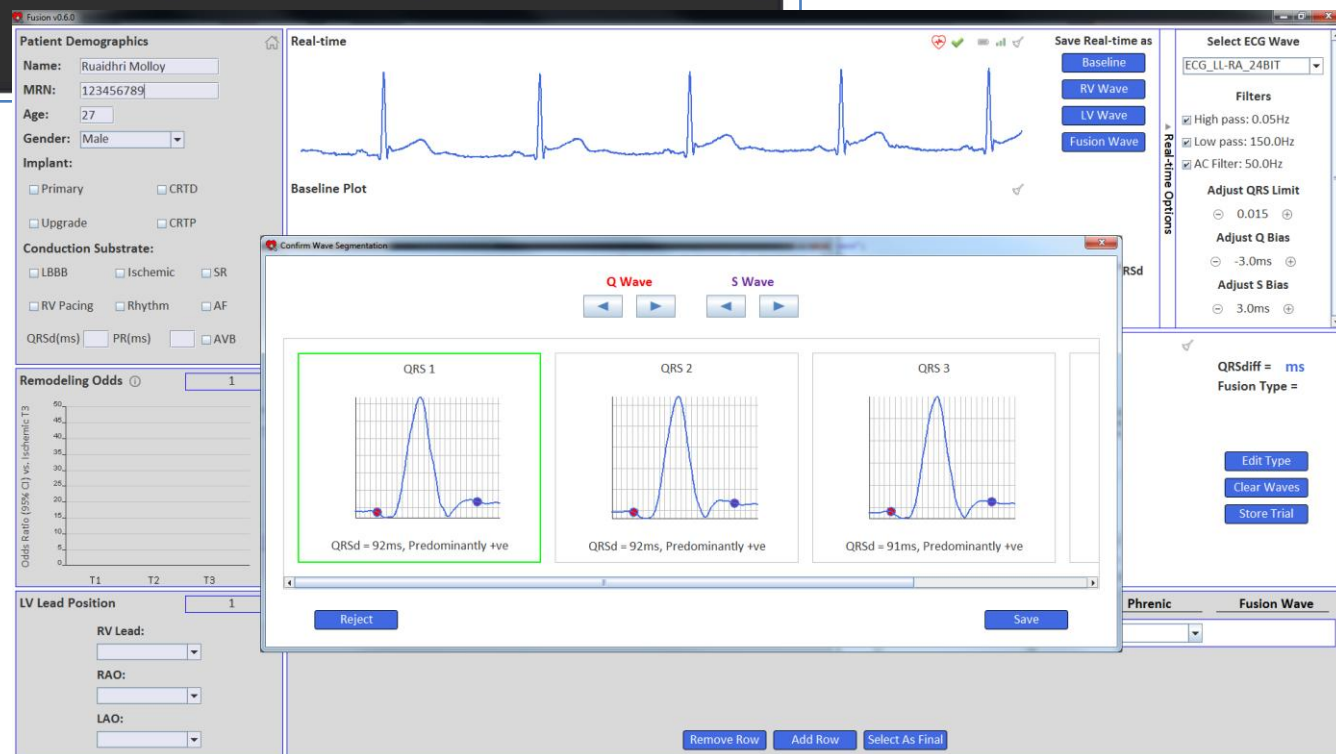 Fusion v0.6.0
Patient Demographics
Name: Ruaidhri Molloy
MRN: 123456789
Age: 27
Gender: Male
Implant:
Primary CRTD
Upgrade CRTP
Conduction Substrate:
LBBB Ischemic SR
RV Pacing Rhythm AF
QRSd(ms) PR(ms) AVB
Remodeling Odds 1
Odds Ratio (95% CI) vs. Ischemic T3
45
40
35
30
25
20
15
10
5
0
T1 T2 T3
LV Lead Position 1
RV Lead:
RAO:
LAO:
Real-time
Baseline Plot
Save Real-time as
Baseline
RV Wave
LV Wave
Fusion Wave
Real-time Options
Select ECG Wave
ECG_LL-RA_24BIT
Filters
High pass: 0.05Hz
Low pass: 150.0Hz
AC Filter: 50.0Hz
Adjust QRS Limit
0.015
Adjust Q Bias
-3.0ms
Adjust S Bias
3.0ms
RSd
Confirm Wave Segmentation
Q Wave S Wave
QRS 1 QRS 2 QRS 3
QRSd = 92ms, Predominantly +ve QRSd = 92ms, Predominantly +ve QRSd = 91ms, Predominantly +ve
Reject Save
QRSdiff = ms
Fusion Type =
Edit Type
Clear Waves
Store Trial
Phrenic Fusion Wave
Remove Row Add Row Select As Final